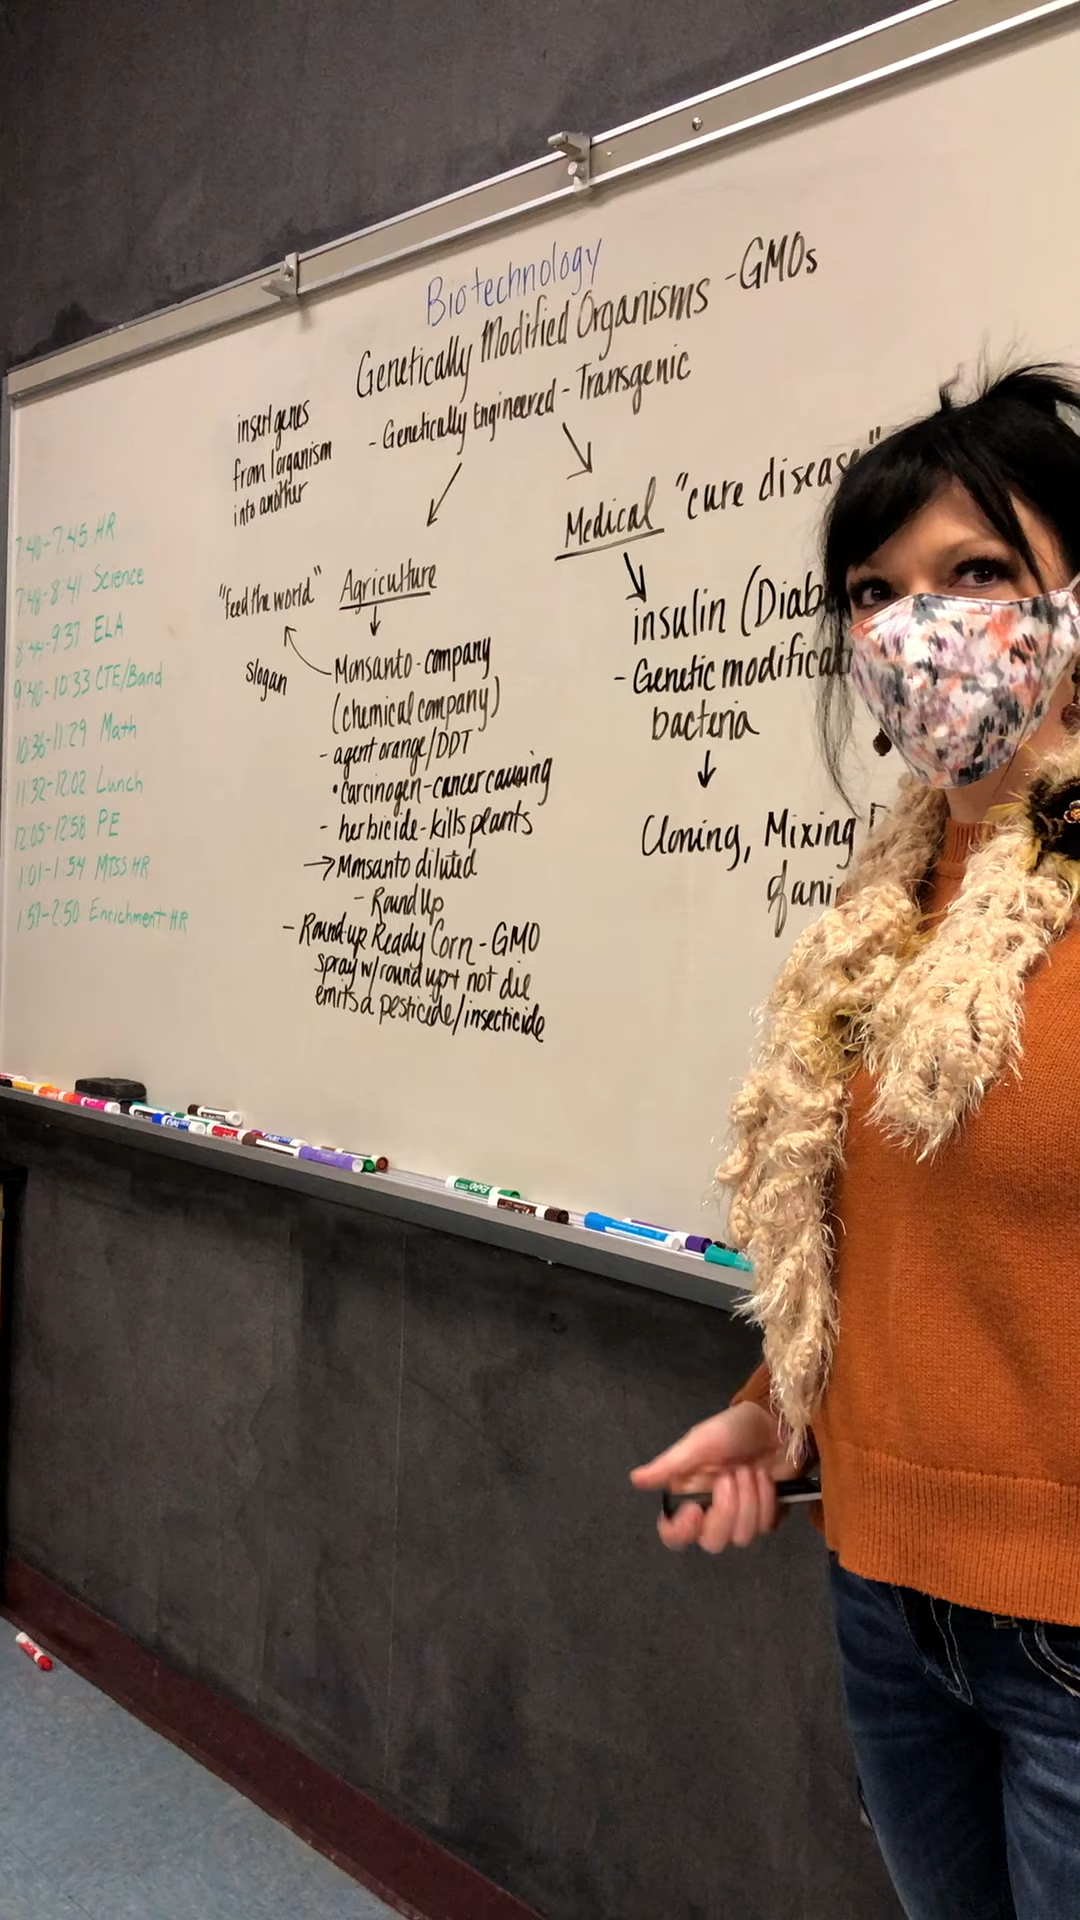 Biotechnology
Genetically Modified Organisms - GMOs
- Genetically Engineered - Transgenic
insert genes
from 1 organism
into another
"feed the world"
Agriculture
slogan
Monsanto - company
(chemical company)
- agent orange/DDT
• carcinogen - cancer causing
- herbicide - kills plants
→ Monsanto diluted
- Round Up
- Round-up Ready Corn - GMO
spray w/ round up + not die
emits a pesticide/insecticide
Medical "cure disease"
insulin (Diab
- Genetic modificati
bacteria
Cloning, Mixing
of ani
7:40-7:45 HR
7:48-8:41 Science
8:44-9:37 ELA
9:40-10:33 CTE/Band
10:36-11:29 Math
11:32-12:02 Lunch
12:05-12:58 PE
1:01-1:54 MTSS HR
1:57-2:50 Enrichment HR